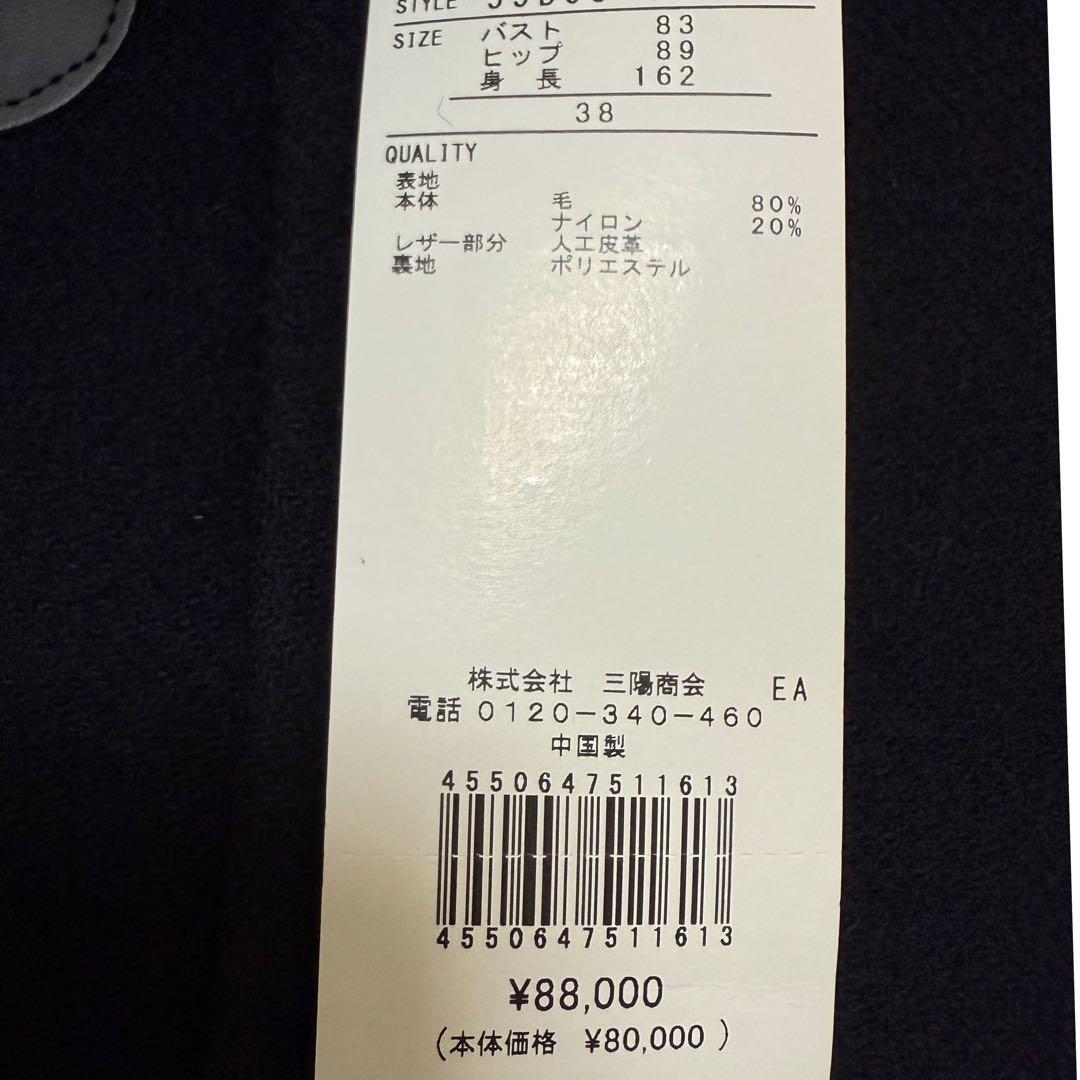 STYLE
SIZE バスト 83
ヒップ 89
身 長 162
38
QUALITY
表地
本体 毛 80%
ナイロン 20%
レザー部分 人工皮革
裏地 ポリエステル
株式会社 三陽商会 EA
電話 0120-340-460
中国製
4550647511613
4550647511613
¥88,000
(本体価格 ¥80,000 )